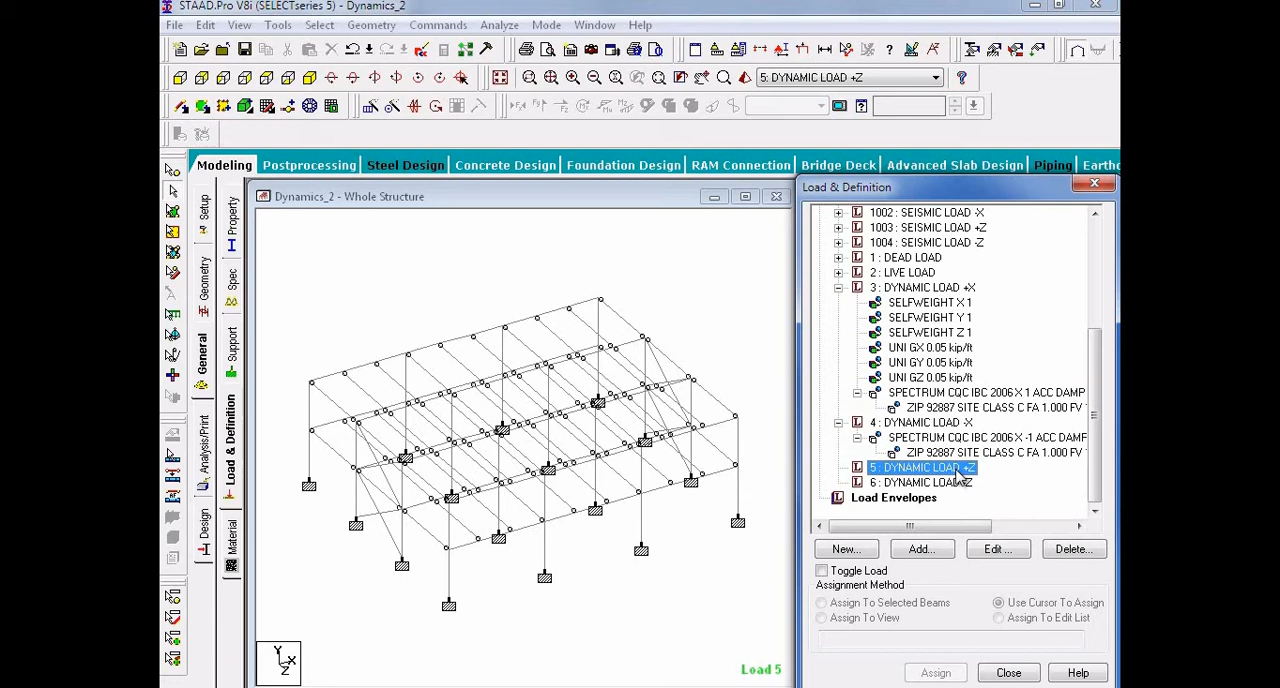 STAAD.Pro V8i (SELECTseries 5) - Dynamics_2
File Edit View Tools Select Geometry Commands Analyze Mode Window Help
5: DYNAMIC LOAD +Z
Modeling Postprocessing Steel Design Concrete Design Foundation Design RAM Connection Bridge Deck Advanced Slab Design Piping Earthq
Setup
Geometry
General
Analysis/Print
Design
Property
Spec
Support
Load & Definition
Material
Dynamics_2 - Whole Structure
Y
X
Z
Load 5
Load & Definition
1002 : SEISMIC LOAD -X
1003 : SEISMIC LOAD +Z
1004 : SEISMIC LOAD -Z
1 : DEAD LOAD
2 : LIVE LOAD
3 : DYNAMIC LOAD +X
SELFWEIGHT X 1
SELFWEIGHT Y 1
SELFWEIGHT Z 1
UNI GX 0.05 kip/ft
UNI GY 0.05 kip/ft
UNI GZ 0.05 kip/ft
SPECTRUM CQC IBC 2006 X 1 ACC DAMP
ZIP 92887 SITE CLASS C FA 1.000 FV
4 : DYNAMIC LOAD -X
SPECTRUM CQC IBC 2006 X -1 ACC DAMF
ZIP 92887 SITE CLASS C FA 1.000 FV
5 : DYNAMIC LOAD +Z
6 : DYNAMIC LOAD -Z
Load Envelopes
New... Add... Edit ... Delete...
Toggle Load
Assignment Method
Assign To Selected Beams Use Cursor To Assign
Assign To View Assign To Edit List
Assign Close Help